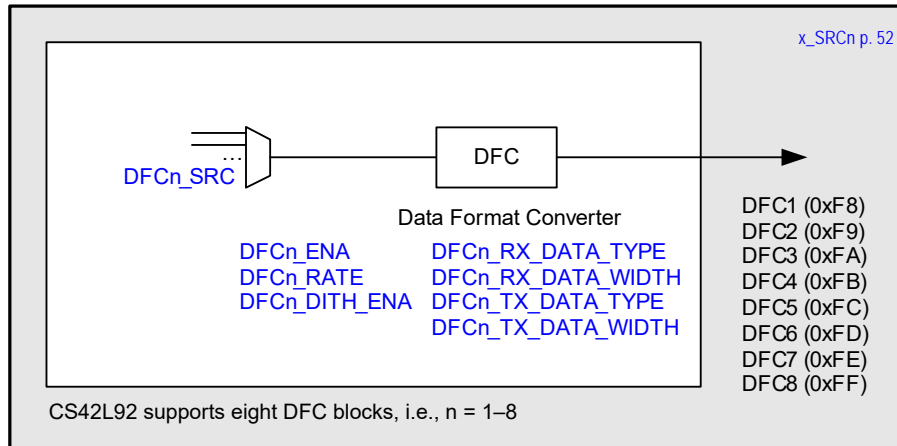 x_SRCn p. 52
...
DFCn_SRC
DFC
Data Format Converter
DFCn_ENA
DFCn_RATE
DFCn_DITH_ENA
DFCn_RX_DATA_TYPE
DFCn_RX_DATA_WIDTH
DFCn_TX_DATA_TYPE
DFCn_TX_DATA_WIDTH
DFC1 (0xF8)
DFC2 (0xF9)
DFC3 (0xFA)
DFC4 (0xFB)
DFC5 (0xFC)
DFC6 (0xFD)
DFC7 (0xFE)
DFC8 (0xFF)
CS42L92 supports eight DFC blocks, i.e., n = 1–8